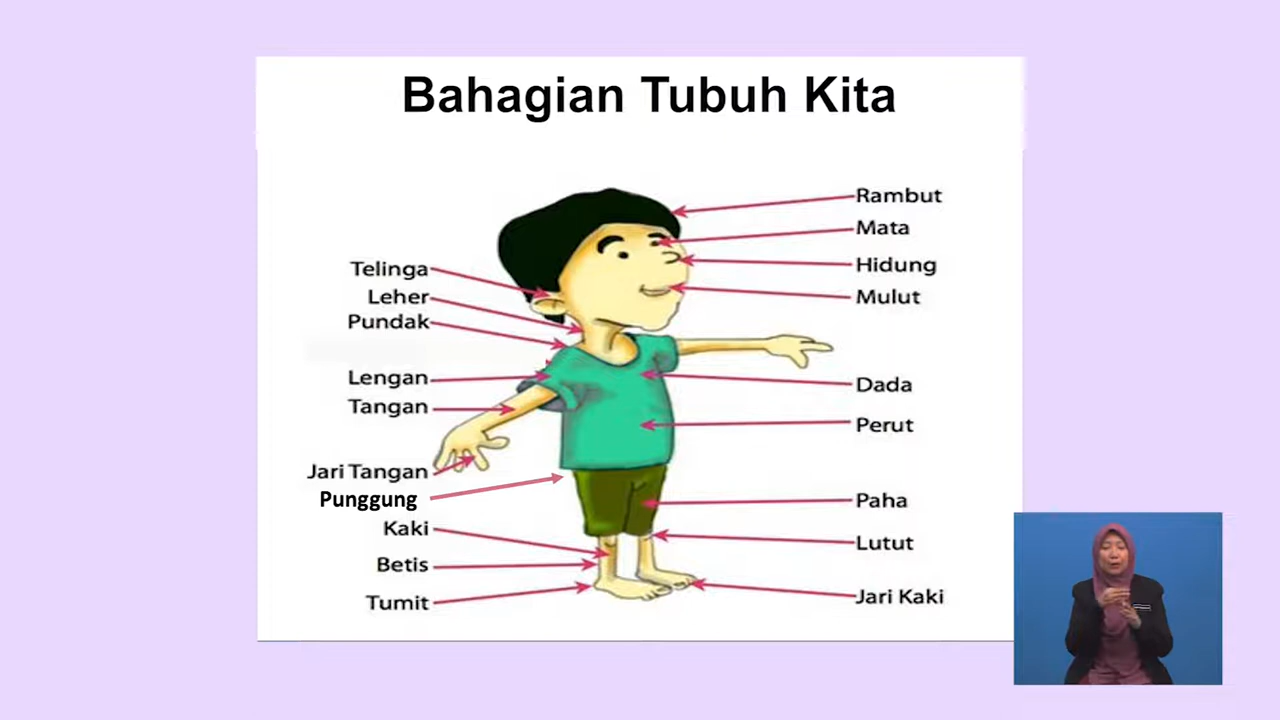 Bahagian Tubuh Kita
Telinga
Leher
Pundak
Lengan
Tangan
Jari Tangan
Punggung
Kaki
Betis
Tumit
Rambut
Mata
Hidung
Mulut
Dada
Perut
Paha
Lutut
Jari Kaki